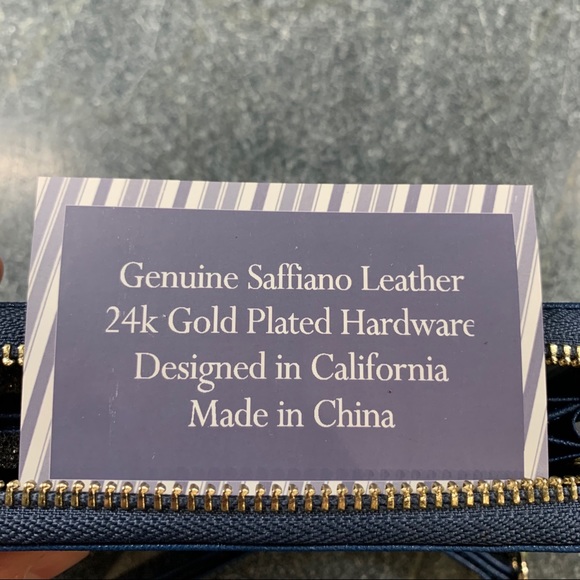 Genuine Saffiano Leather
24k Gold Plated Hardware
Designed in California
Made in China